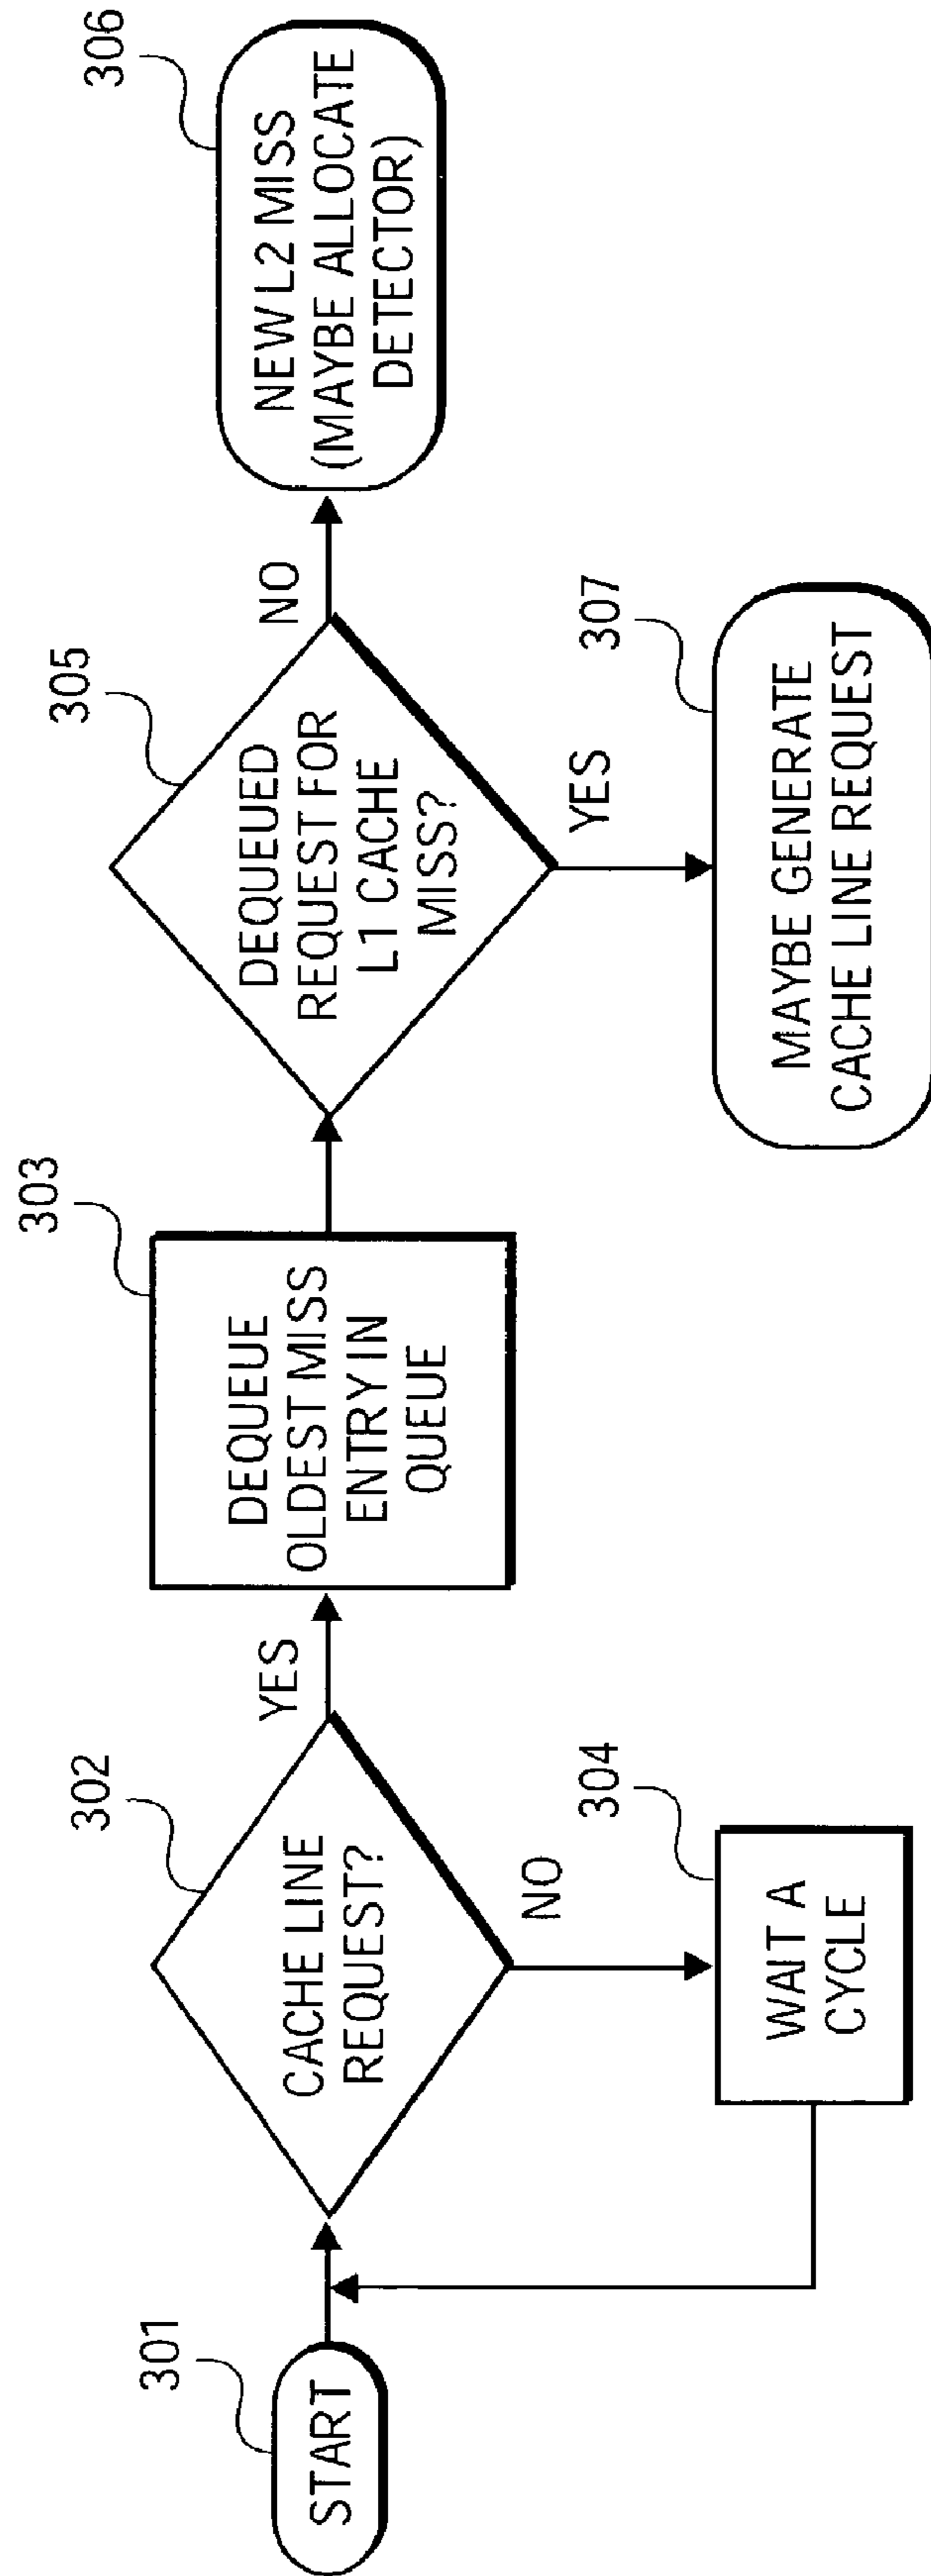 301
START
302
CACHE LINE
REQUEST?
YES
NO
304
WAIT A
CYCLE
303
DEQUEUE
OLDEST MISS
ENTRY IN
QUEUE
305
DEQUEUED
REQUEST FOR
L1 CACHE
MISS?
NO
YES
306
NEW L2 MISS
(MAYBE ALLOCATE
DETECTOR)
307
MAYBE GENERATE
CACHE LINE REQUEST